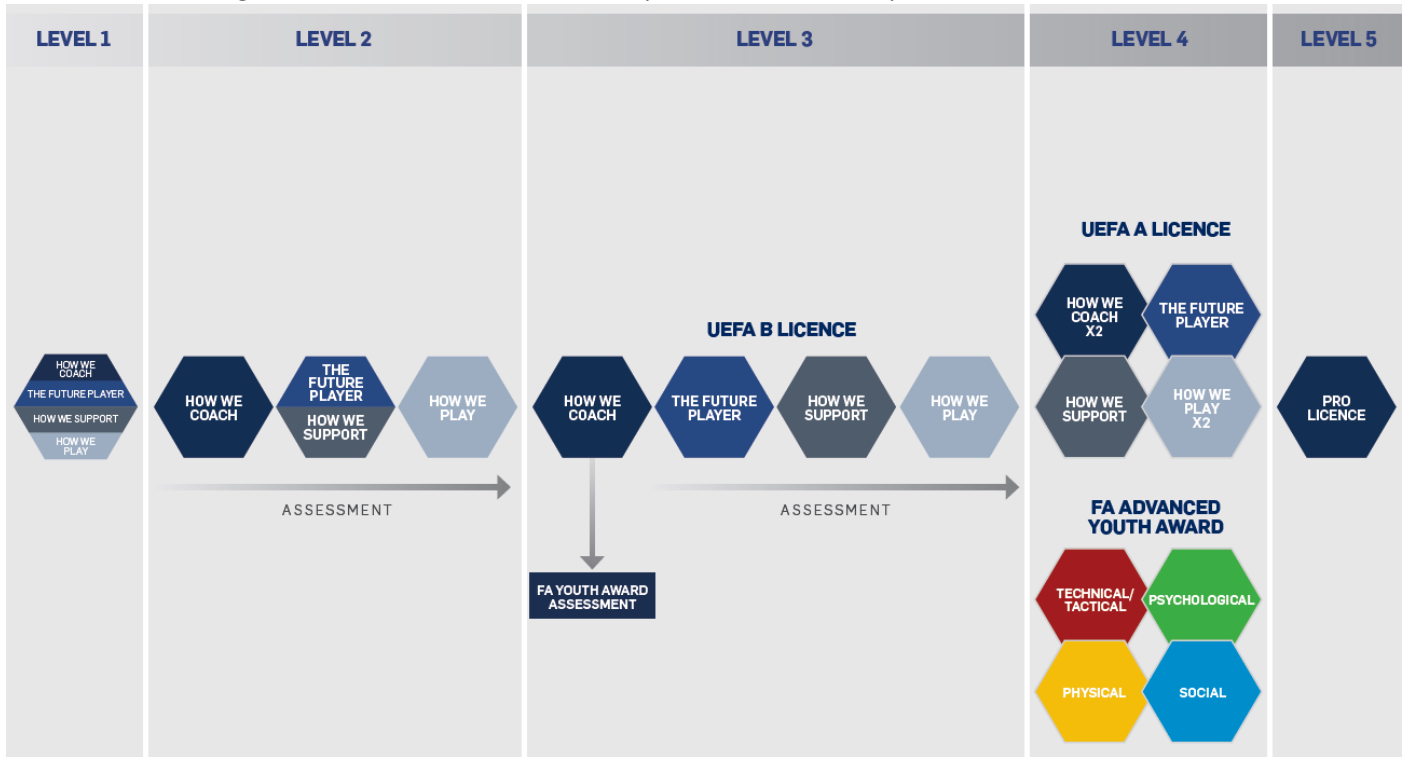 LEVEL 1
LEVEL 2
LEVEL 3
LEVEL 4
LEVEL 5
HOW WE
COACH
THE FUTURE PLAYER
HOW WE SUPPORT
HOW WE
PLAY
HOW WE
COACH
THE
FUTURE
PLAYER
HOW WE
SUPPORT
HOW WE
PLAY
ASSESSMENT
UEFA B LICENCE
HOW WE
COACH
THE FUTURE
PLAYER
HOW WE
SUPPORT
HOW WE
PLAY
ASSESSMENT
FA YOUTH AWARD
ASSESSMENT
UEFA A LICENCE
HOW WE
COACH
X2
THE FUTURE
PLAYER
HOW WE
SUPPORT
HOW WE
PLAY
X2
FA ADVANCED
YOUTH AWARD
TECHNICAL/
TACTICAL
PSYCHOLOGICAL
PHYSICAL
SOCIAL
PRO
LICENCE